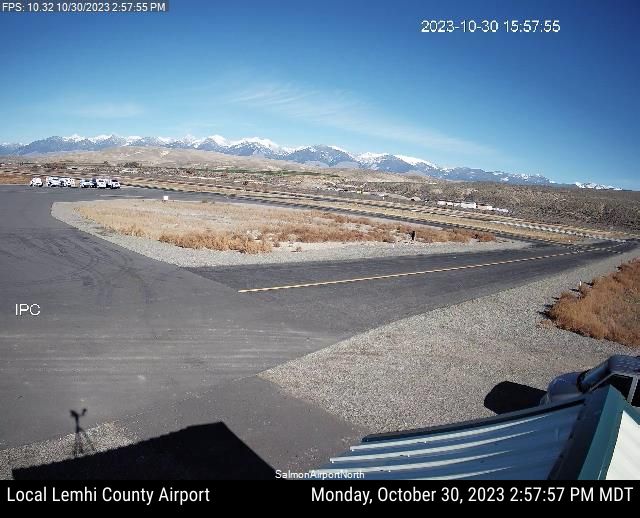 FPS: 10.32 10/30/2023 2:57:55 PM
2023-10-30 15:57:55
IPC
SalmonAirportNorth
Local Lemhi County Airport Monday, October 30, 2023 2:57:57 PM MDT